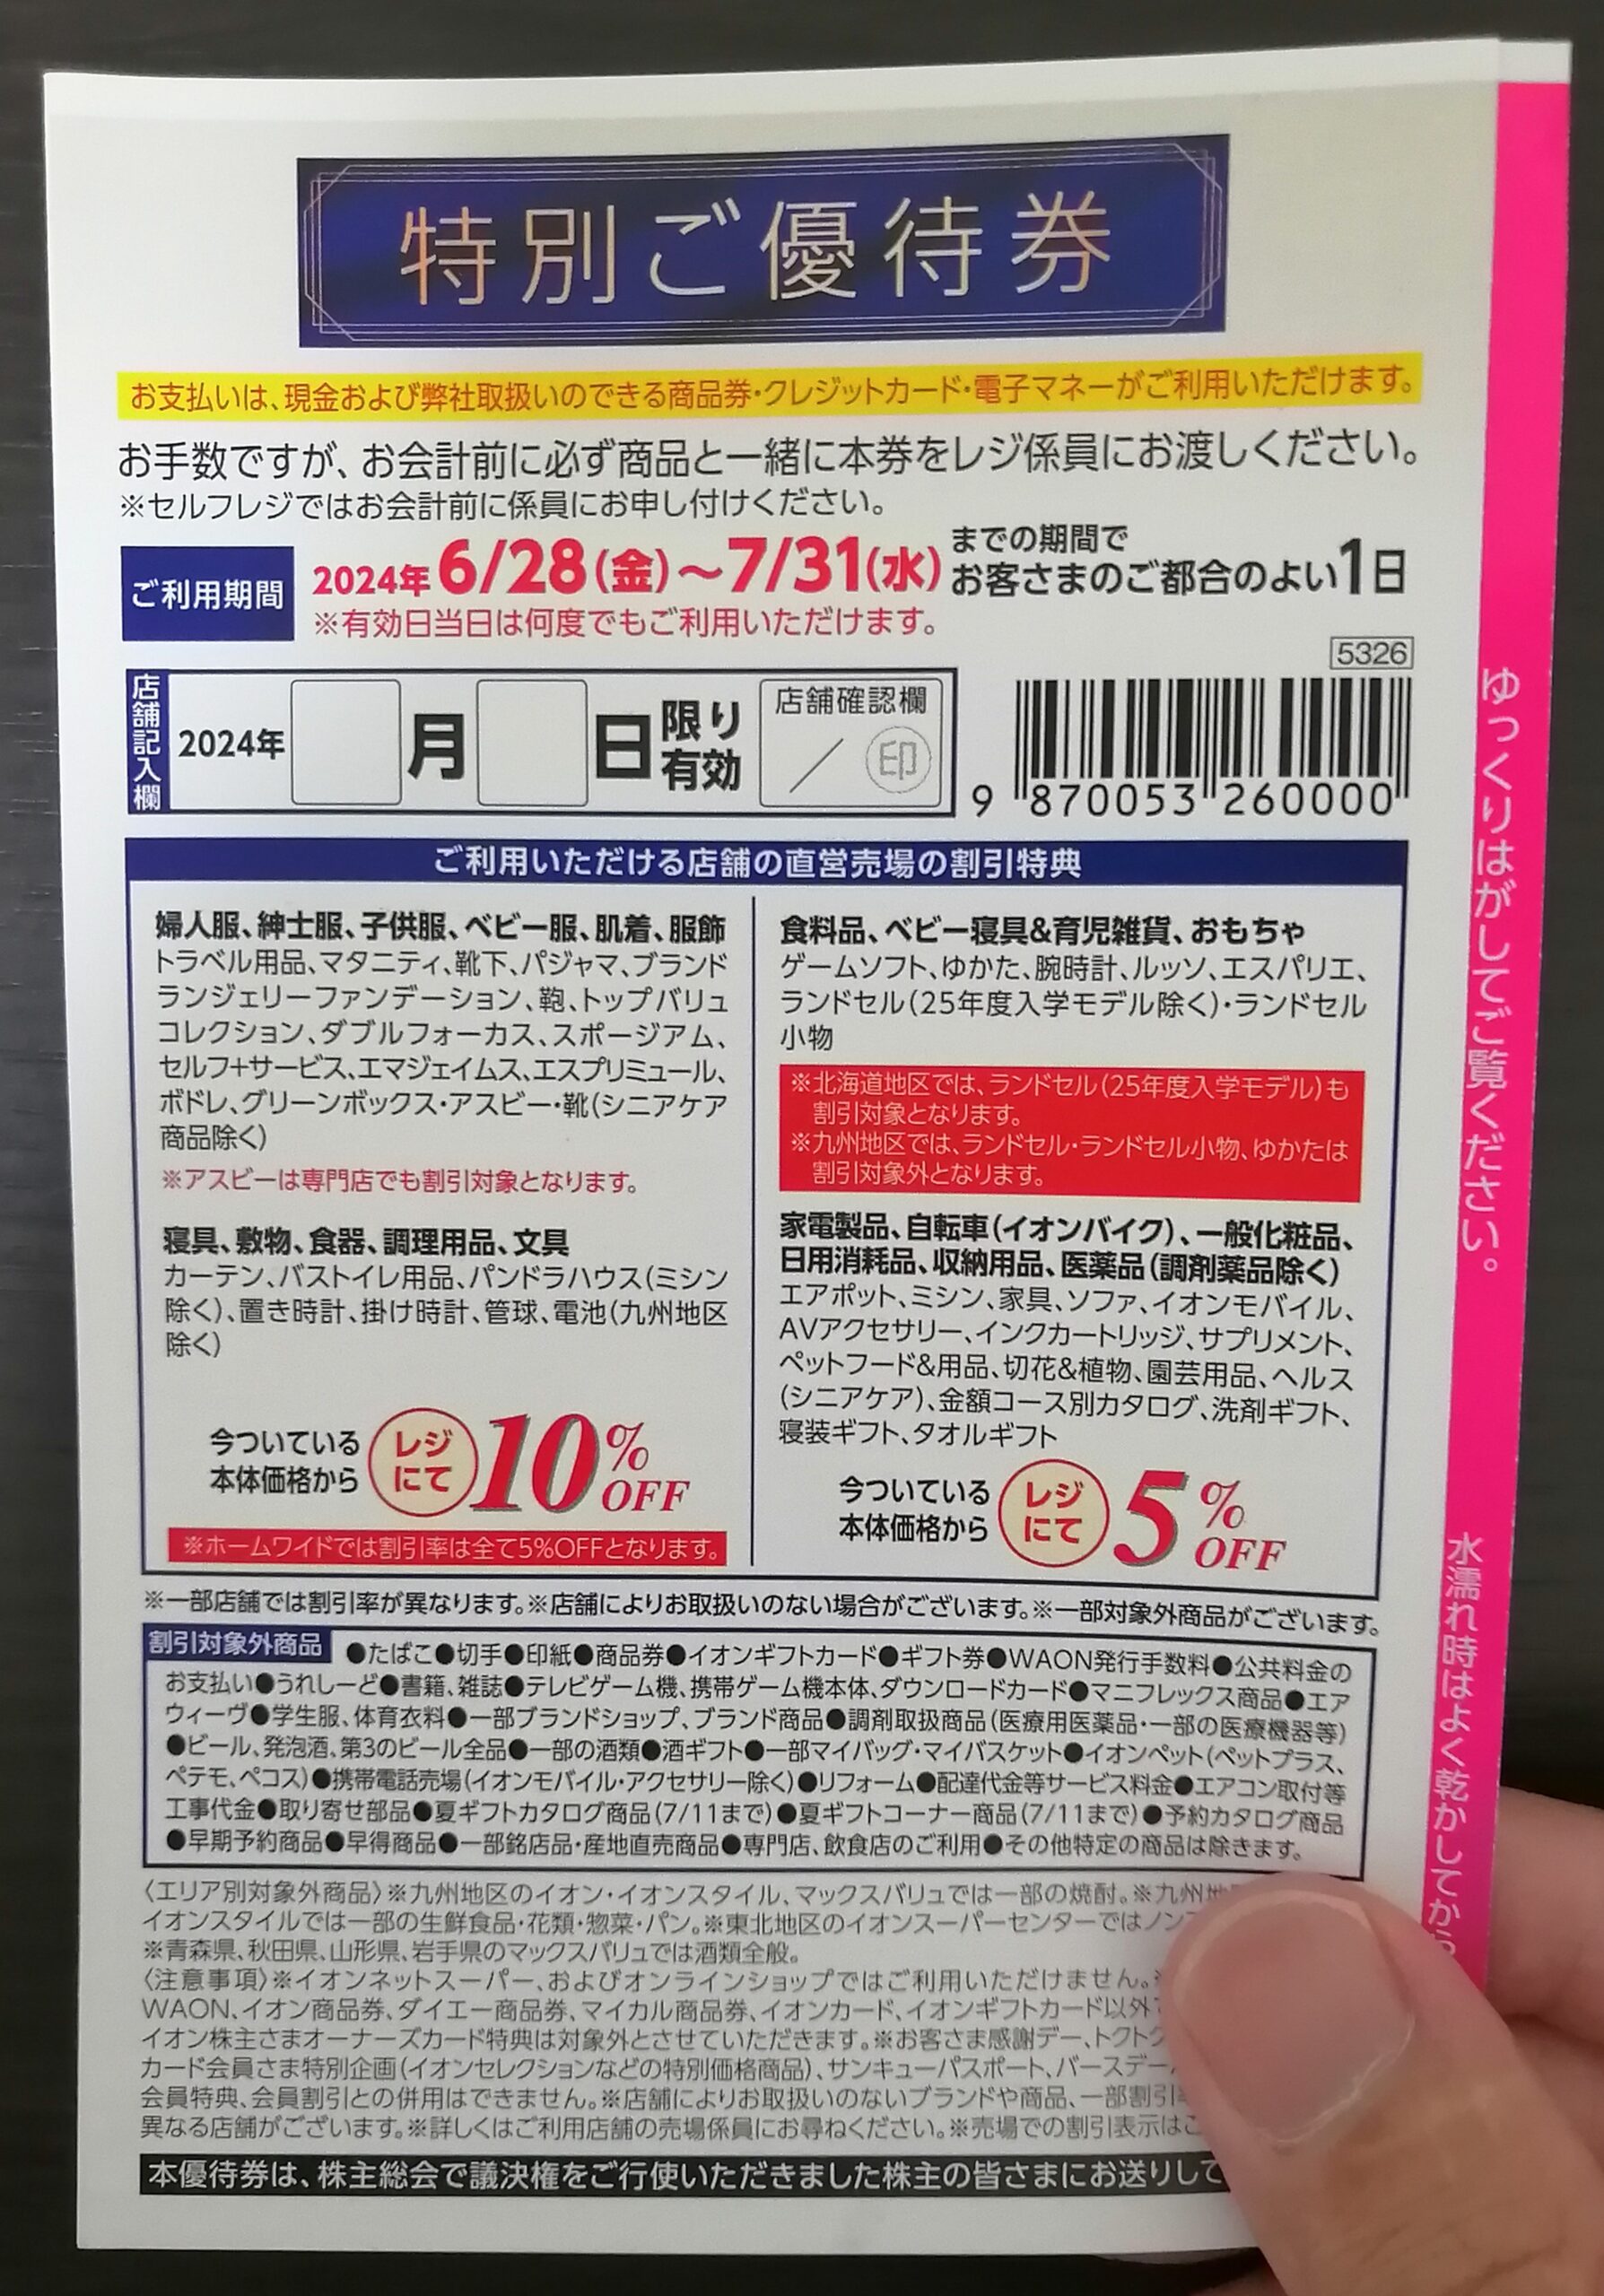 特別ご優待券
お支払いは、現金および弊社取扱いのできる商品券・クレジットカード・電子マネーがご利用いただけます。
お手数ですが、お会計前に必ず商品と一緒に本券をレジ係員にお渡しください。
※セルフレジではお会計前に係員にお申し付けください。
ご利用期間
2024年6/28(金)～7/31(水)
までの期間で
お客さまのご都合のよい1日
※有効日当日は何度でもご利用いただけます。
5326
店舗記入欄
2024年 月 日
限り
有効
店舗確認欄
／ 印
9 870053 260000
ご利用いただける店舗の直営売場の割引特典
婦人服、紳士服、子供服、ベビー服、肌着、服飾
トラベル用品、マタニティ、靴下、パジャマ、ブランド
ランジェリーファンデーション、鞄、トップバリュ
コレクション、ダブルフォーカス、スポージアム、
セルフ+サービス、エマジェイムス、エスプリミュール、
ボドレ、グリーンボックス・アスビー・靴(シニアケア
商品除く)
※アスビーは専門店でも割引対象となります。
寝具、敷物、食器、調理用品、文具
カーテン、バストイレ用品、パンドラハウス(ミシン
除く)、置き時計、掛け時計、管球、電池(九州地区
除く)
今ついている
本体価格から
レジ
にて
10%
OFF
※ホームワイドでは割引率は全て5%OFFとなります。
食料品、ベビー寝具&育児雑貨、おもちゃ
ゲームソフト、ゆかた、腕時計、ルッソ、エスパリエ、
ランドセル(25年度入学モデル除く)・ランドセル
小物
※北海道地区では、ランドセル(25年度入学モデル)も
割引対象となります。
※九州地区では、ランドセル・ランドセル小物、ゆかたは
割引対象外となります。
家電製品、自転車(イオンバイク)、一般化粧品、
日用消耗品、収納用品、医薬品(調剤薬品除く)
エアポット、ミシン、家具、ソファ、イオンモバイル、
AVアクセサリー、インクカートリッジ、サプリメント、
ペットフード&用品、切花&植物、園芸用品、ヘルス
(シニアケア)、金額コース別カタログ、洗剤ギフト、
寝装ギフト、タオルギフト
今ついている
本体価格から
レジ
にて
5%
OFF
※一部店舗では割引率が異なります。※店舗によりお取扱いのない場合がございます。※一部対象外商品がございます。
割引対象外商品 ●たばこ●切手●印紙●商品券●イオンギフトカード●ギフト券●WAON発行手数料●公共料金の
お支払い●うれしーど●書籍、雑誌●テレビゲーム機、携帯ゲーム機本体、ダウンロードカード●マニフレックス商品●エア
ウィーヴ●学生服、体育衣料●一部ブランドショップ、ブランド商品●調剤取扱商品(医療用医薬品・一部の医療機器等)
●ビール、発泡酒、第3のビール全品●一部の酒類●酒ギフト●一部マイバッグ・マイバスケット●イオンペット(ペットプラス、
ペテモ、ペコス)●携帯電話売場(イオンモバイル・アクセサリー除く)●リフォーム●配達代金等サービス料金●エアコン取付等
工事代金●取り寄せ部品●夏ギフトカタログ商品(7/11まで)●夏ギフトコーナー商品(7/11まで)●予約カタログ商品
●早期予約商品●早得商品●一部銘店品・産地直売商品●専門店、飲食店のご利用●その他特定の商品は除きます。
〈エリア別対象外商品〉※九州地区のイオン・イオンスタイル、マックスバリュでは一部の焼酎。※九州地
イオンスタイルでは一部の生鮮食品・花類・惣菜・パン。※東北地区のイオンスーパーセンターではノン
※青森県、秋田県、山形県、岩手県のマックスバリュでは酒類全般。
〈注意事項〉※イオンネットスーパー、およびオンラインショップではご利用いただけません。
WAON、イオン商品券、ダイエー商品券、マイカル商品券、イオンカード、イオンギフトカード以外
イオン株主さまオーナーズカード特典は対象外とさせていただきます。※お客さま感謝デー、トクトク
カード会員さま特別企画(イオンセレクションなどの特別価格商品)、サンキューパスポート、バースデー
会員特典、会員割引との併用はできません。※店舗によりお取扱いのないブランドや商品、一部割引
異なる店舗がございます。※詳しくはご利用店舗の売場係員にお尋ねください。※売場での割引表示は
本優待券は、株主総会で議決権をご行使いただきました株主の皆さまにお送りして
ゆっくりはがしてご覧ください。
水濡れ時はよく乾かしてから